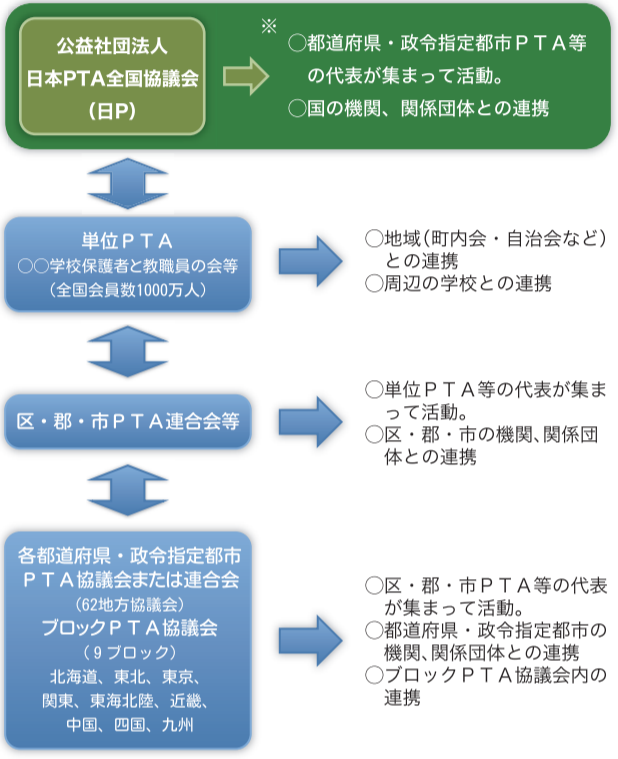 公益社団法人
日本PTA全国協議会
（日P）
※
○都道府県・政令指定都市ＰＴＡ等
の代表が集まって活動。
○国の機関、関係団体との連携
単位ＰＴＡ
○○学校保護者と教職員の会等
（全国会員数1000万人）
○地域（町内会・自治会など）
との連携
○周辺の学校との連携
区・郡・市ＰＴＡ連合会等
○単位ＰＴＡ等の代表が集ま
って活動。
○区・郡・市の機関、関係団
体との連携
各都道府県・政令指定都市
ＰＴＡ協議会または連合会
（62地方協議会）
ブロックＰＴＡ協議会
（９ブロック）
北海道、東北、東京、
関東、東海北陸、近畿、
中国、四国、九州
○区・郡・市ＰＴＡ等の代表
が集まって活動。
○都道府県・政令指定都市の
機関、関係団体との連携
○ブロックＰＴＡ協議会内の
連携